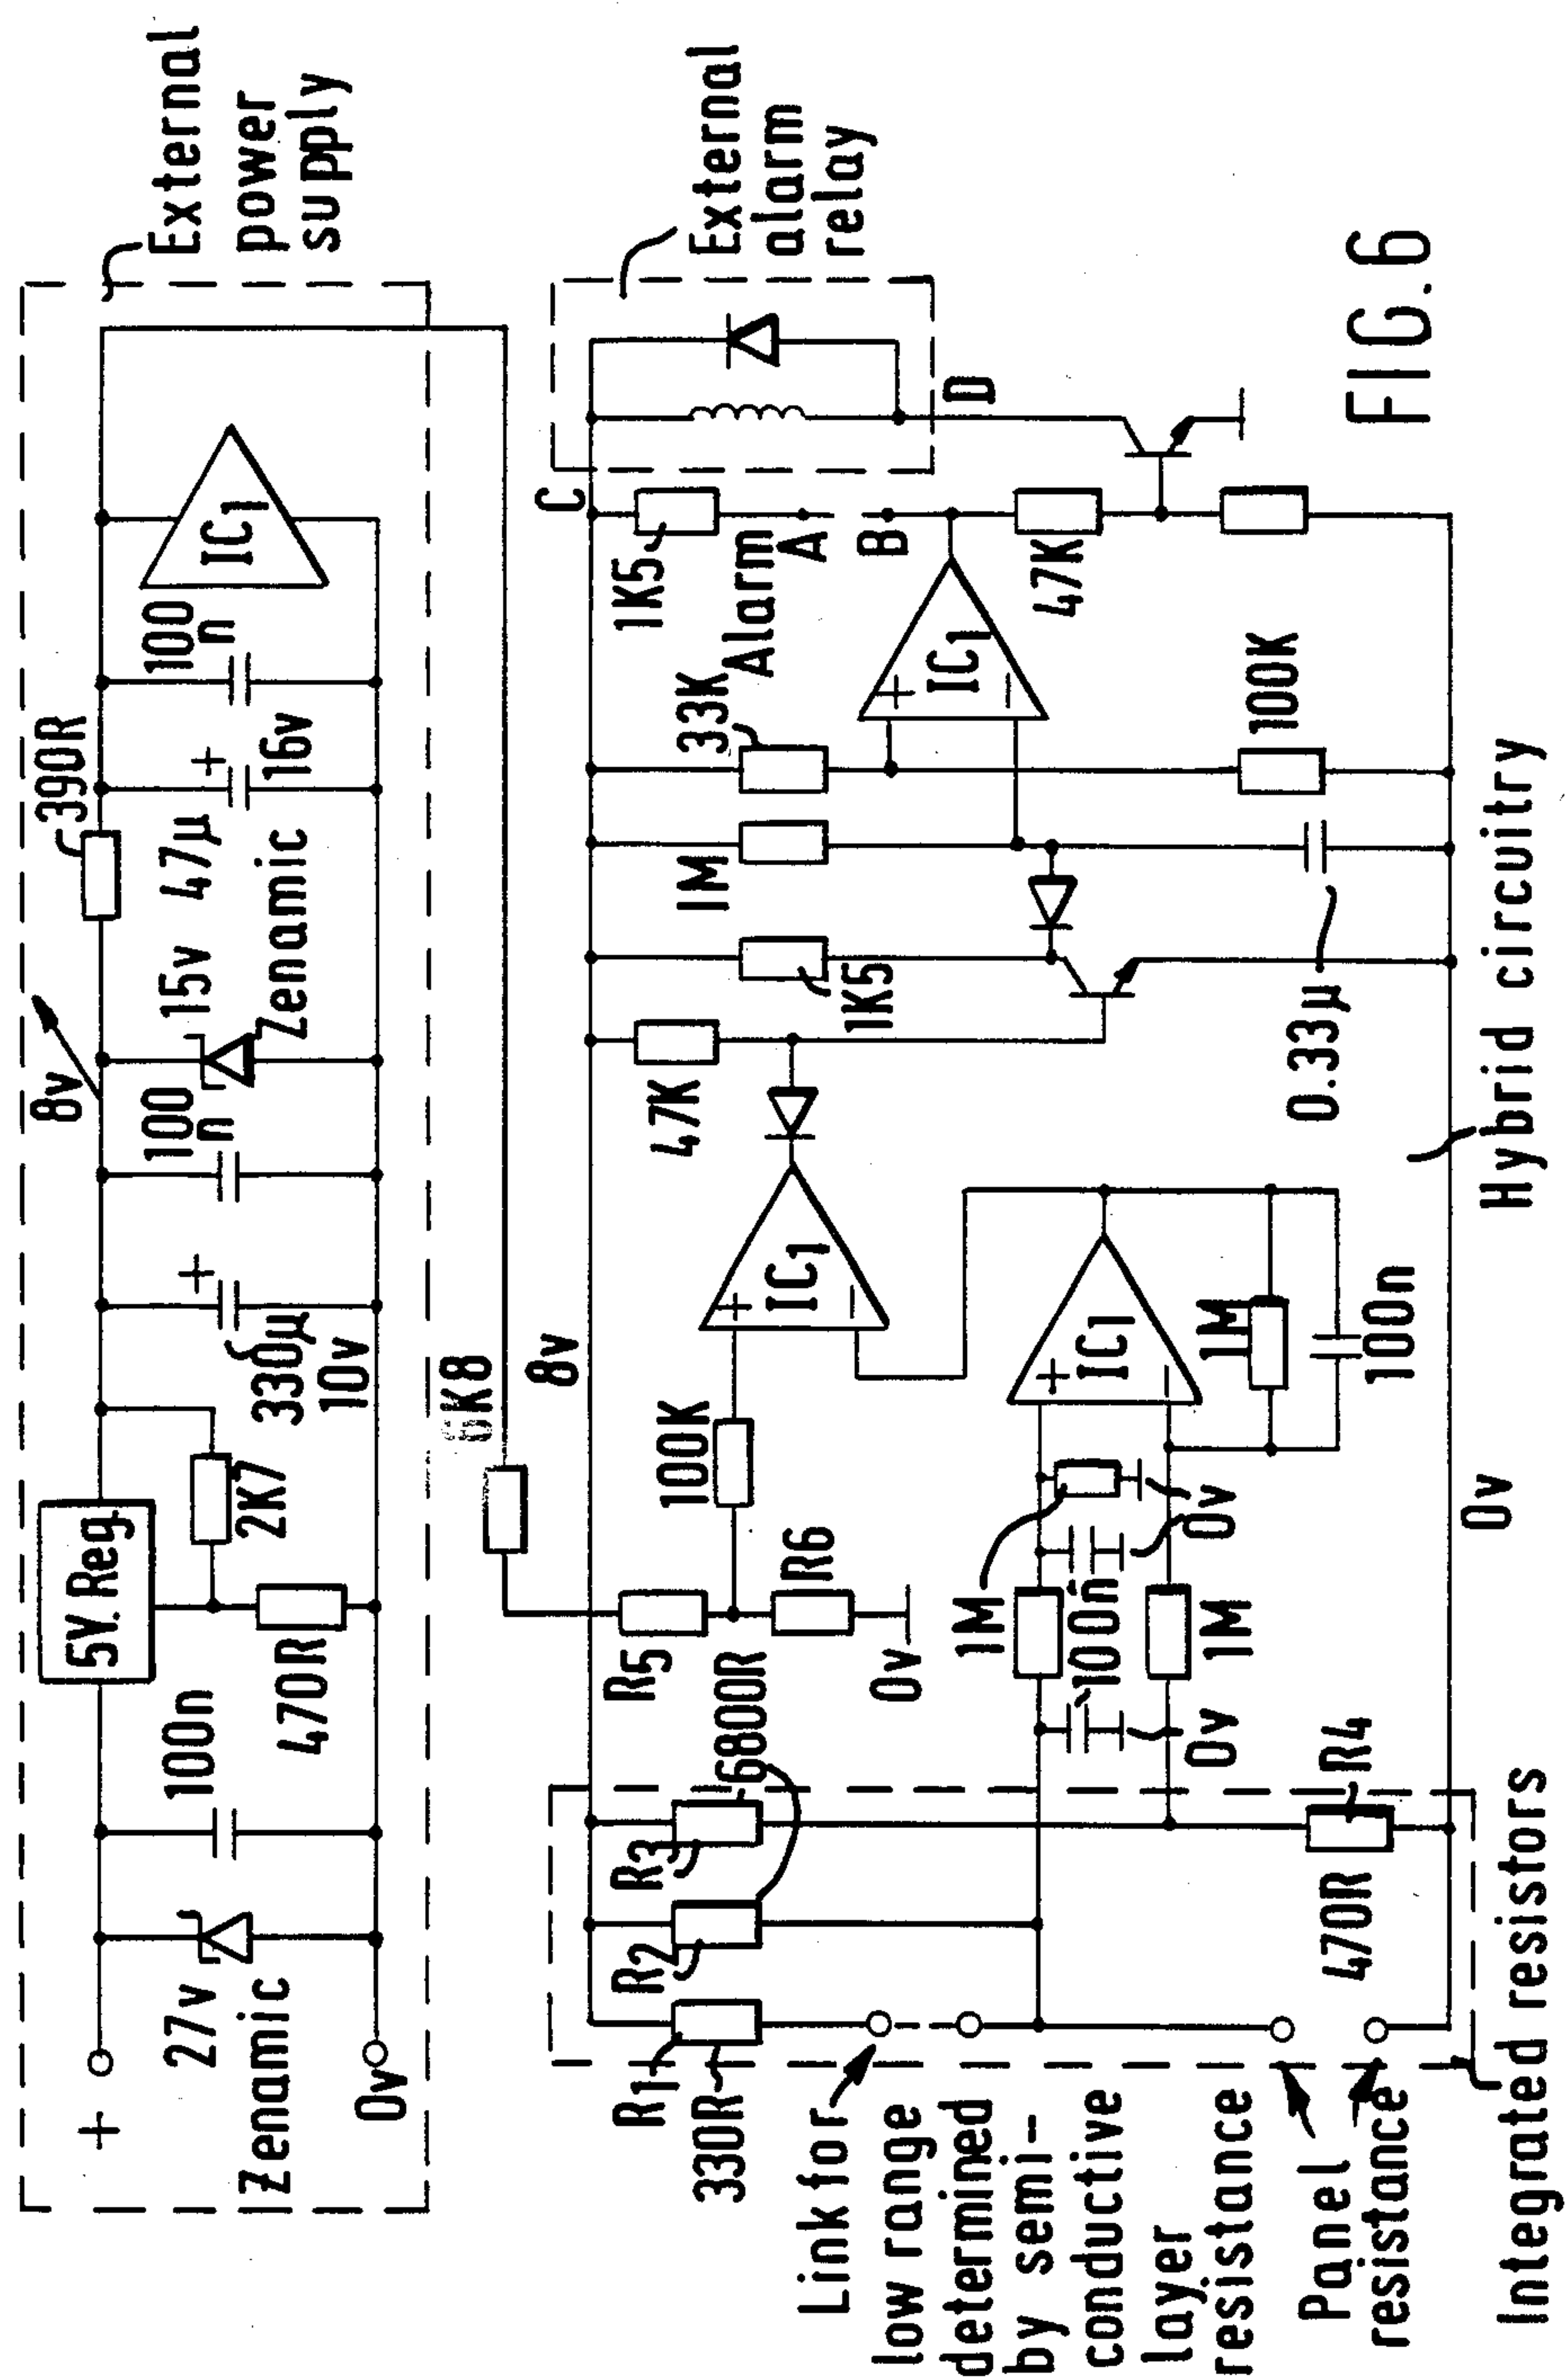 External
power
supply
+
27v
Zenamic
0v
100n
5V. Reg
470R
2K7
330µ
10v
+
100
n
8v
15v
Zenamic
390R
47µ
+
16v
100
n
IC1
6K8
8v
External
alarm
relay
C
D
1K5
Alarm
A
B
47K
IC1
+
−
33K
100K
1M
0.33µ
1K5
47K
IC1
+
−
100K
R5
R6
0v
IC1
+
−
1M
100n
1M
100n
0v
1M
0v
0v
R1
330R
R2
R3
6800R
R4
470R
Link for
low range
determined
by semi-
conductive
layer
resistance
Panel
resistance
Integrated resistors
Hybrid circuitry
FIG. 6